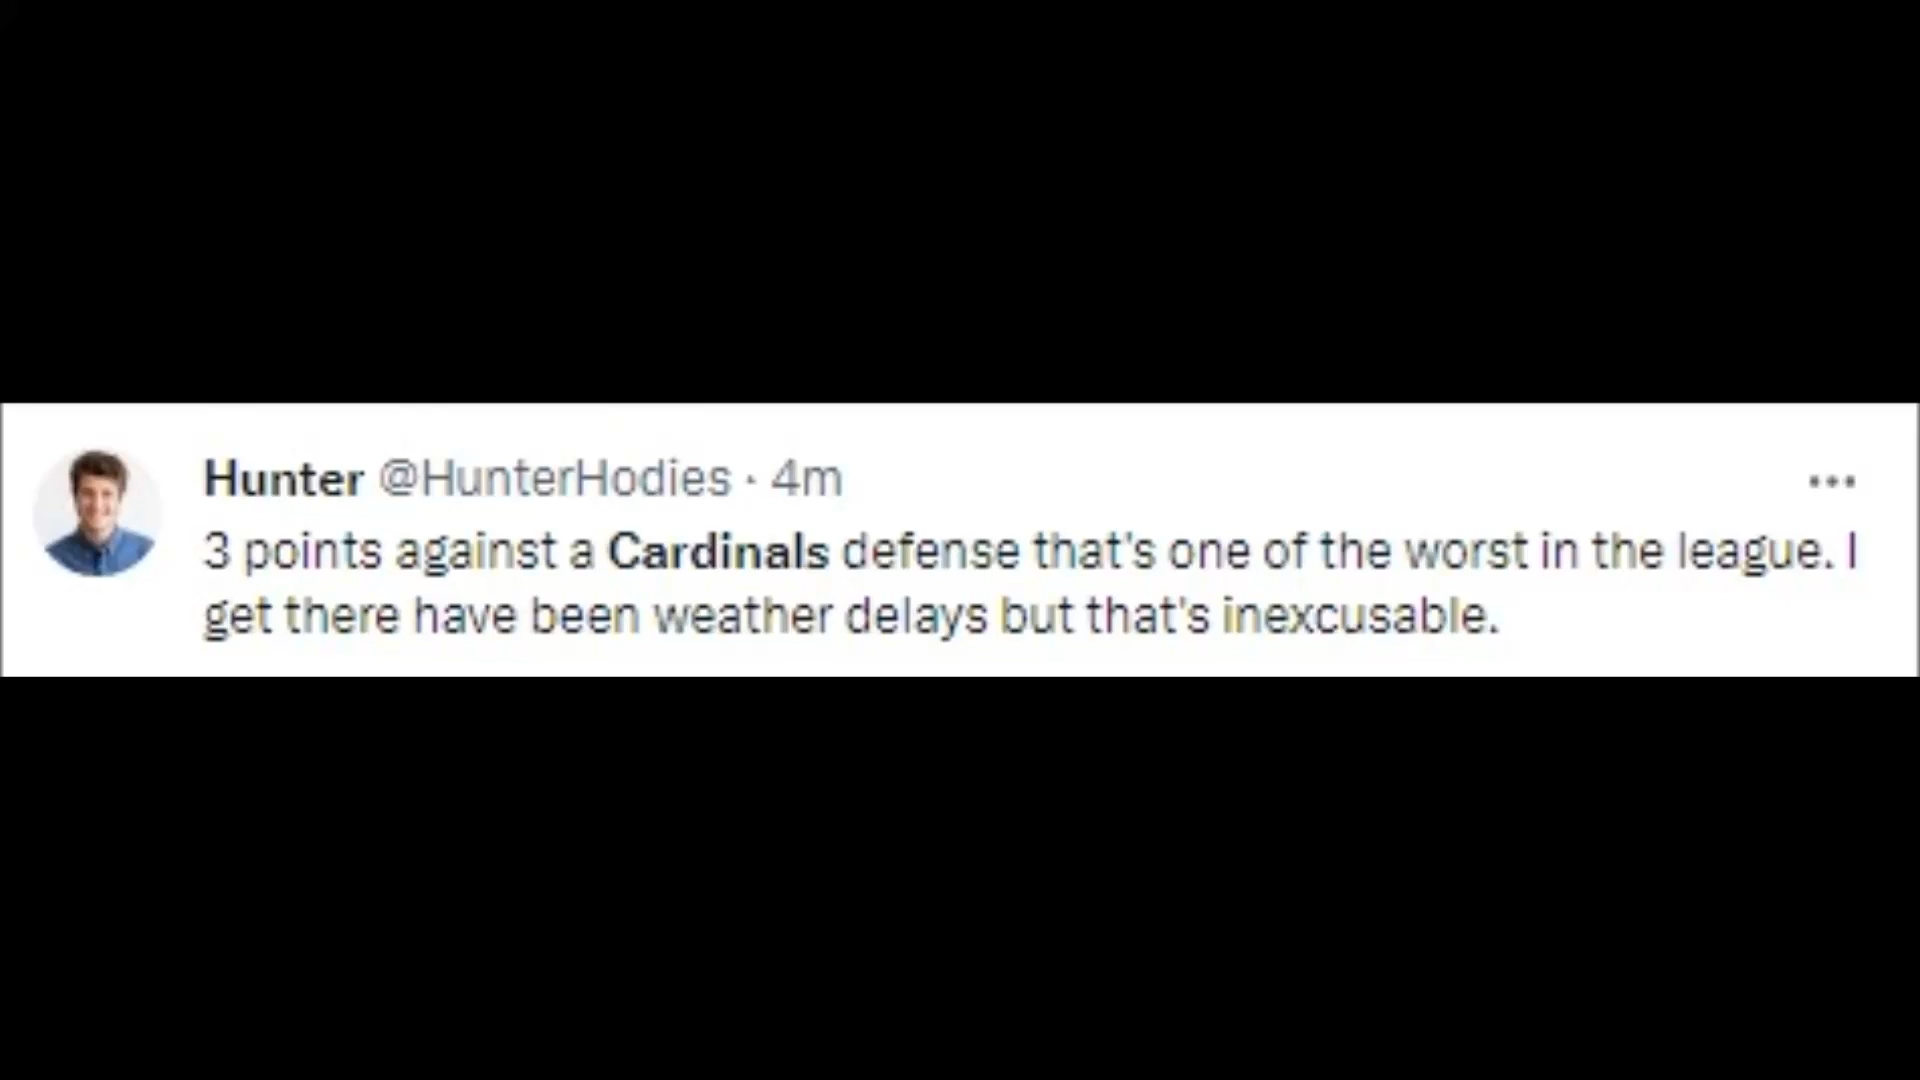 Hunter @HunterHodies · 4m
3 points against a Cardinals defense that's one of the worst in the league. I
get there have been weather delays but that's inexcusable.